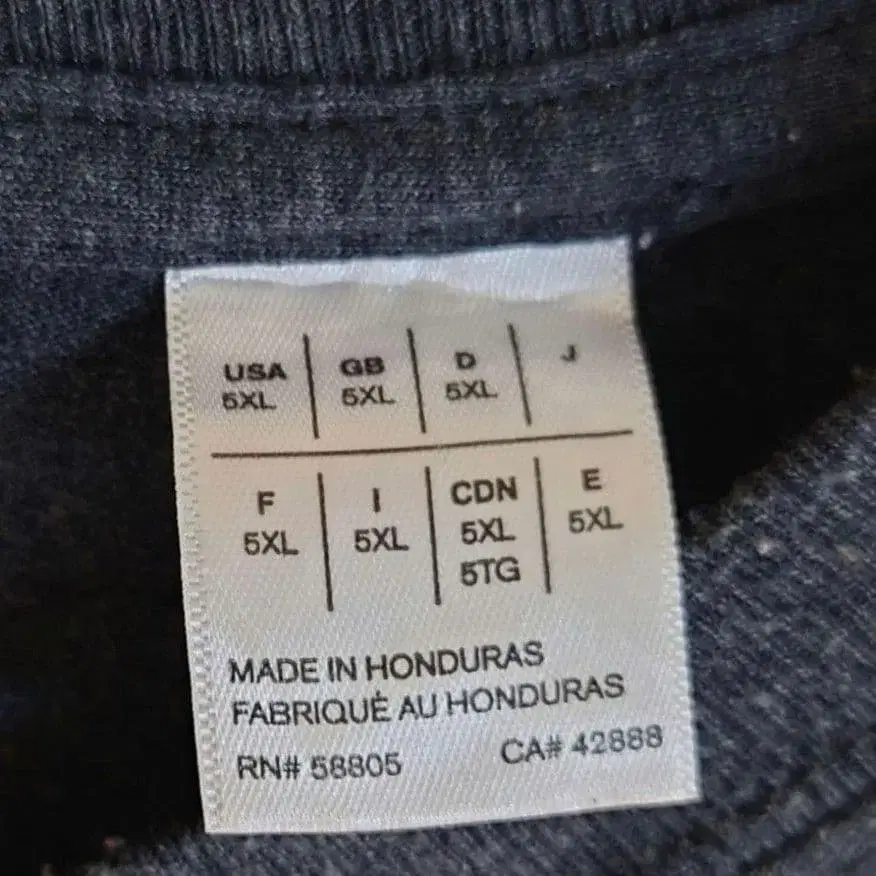 USA GB D J
5XL 5XL 5XL
F I CDN E
5XL 5XL 5XL 5XL
5TG
MADE IN HONDURAS
FABRIQUÉ AU HONDURAS
RN# 58805 CA# 42888